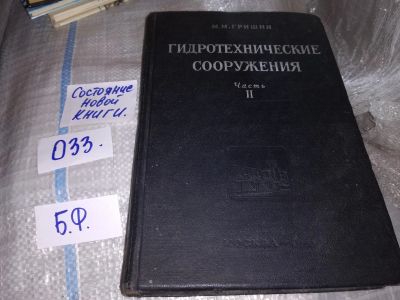 М.М.ГРИШИН
ГИДРОТЕХНИЧЕСКИЕ
СООРУЖЕНИЯ
Часть
II
Состояние
новой
книги.
033.
Б.Ф.